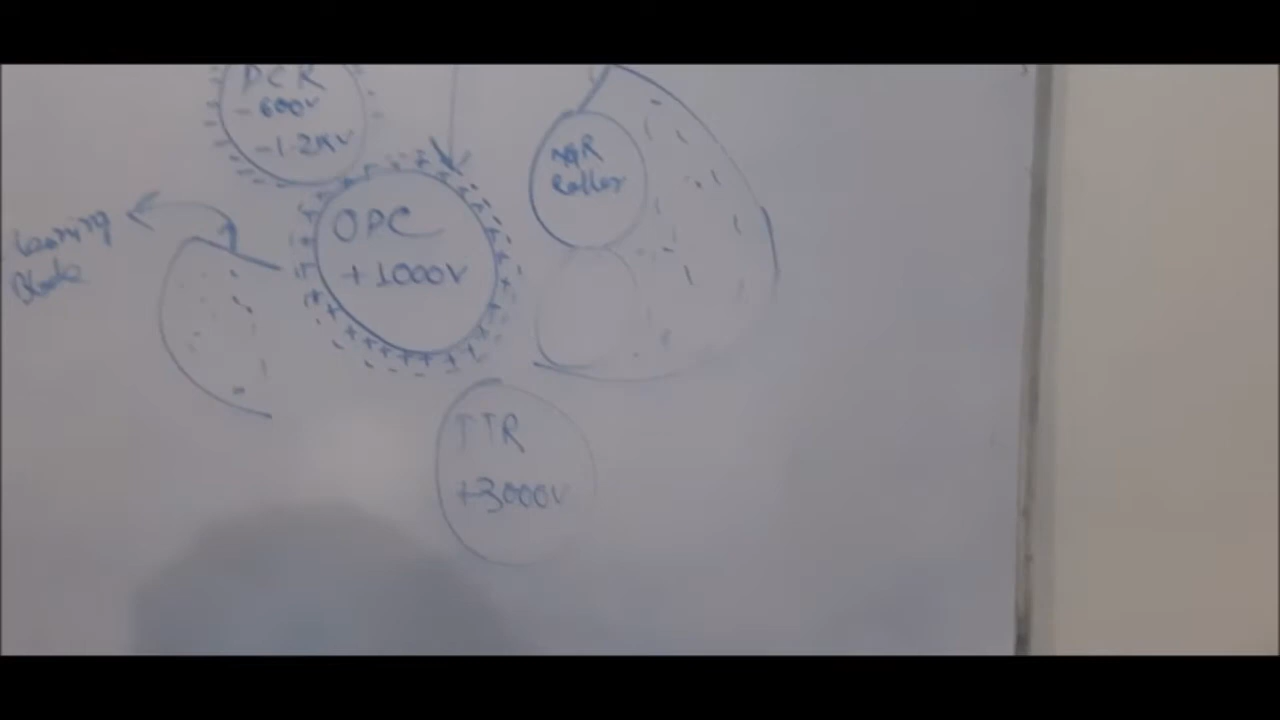 PCR
-600v
-1.2KV
OPC
+1000V
Roller
TTR
+3000V